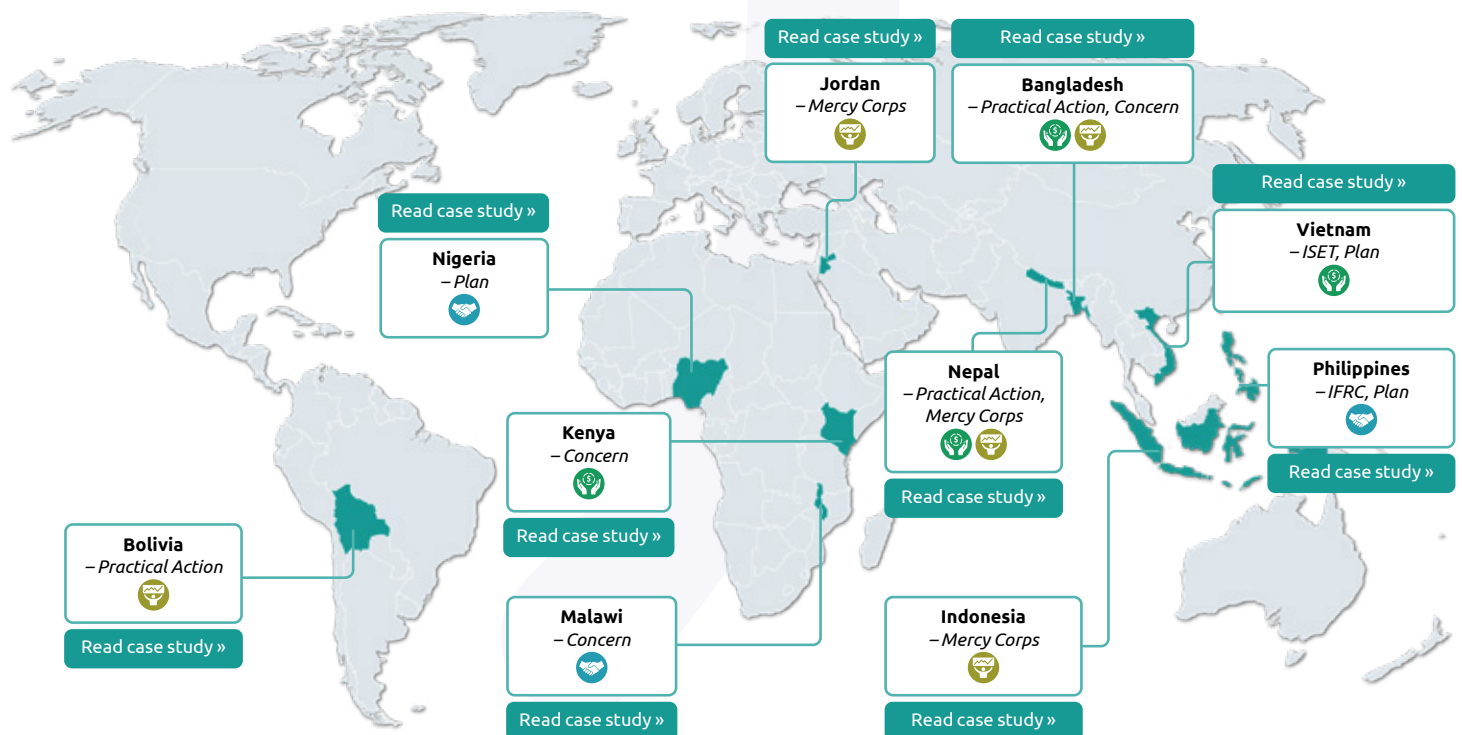 Read case study »
Jordan
– Mercy Corps
Read case study »
Bangladesh
– Practical Action, Concern
Read case study »
Vietnam
– ISET, Plan
Read case study »
Nigeria
– Plan
Nepal
– Practical Action,
Mercy Corps
Read case study »
Philippines
– IFRC, Plan
Read case study »
Kenya
– Concern
Read case study »
Bolivia
– Practical Action
Read case study »
Malawi
– Concern
Read case study »
Indonesia
– Mercy Corps
Read case study »